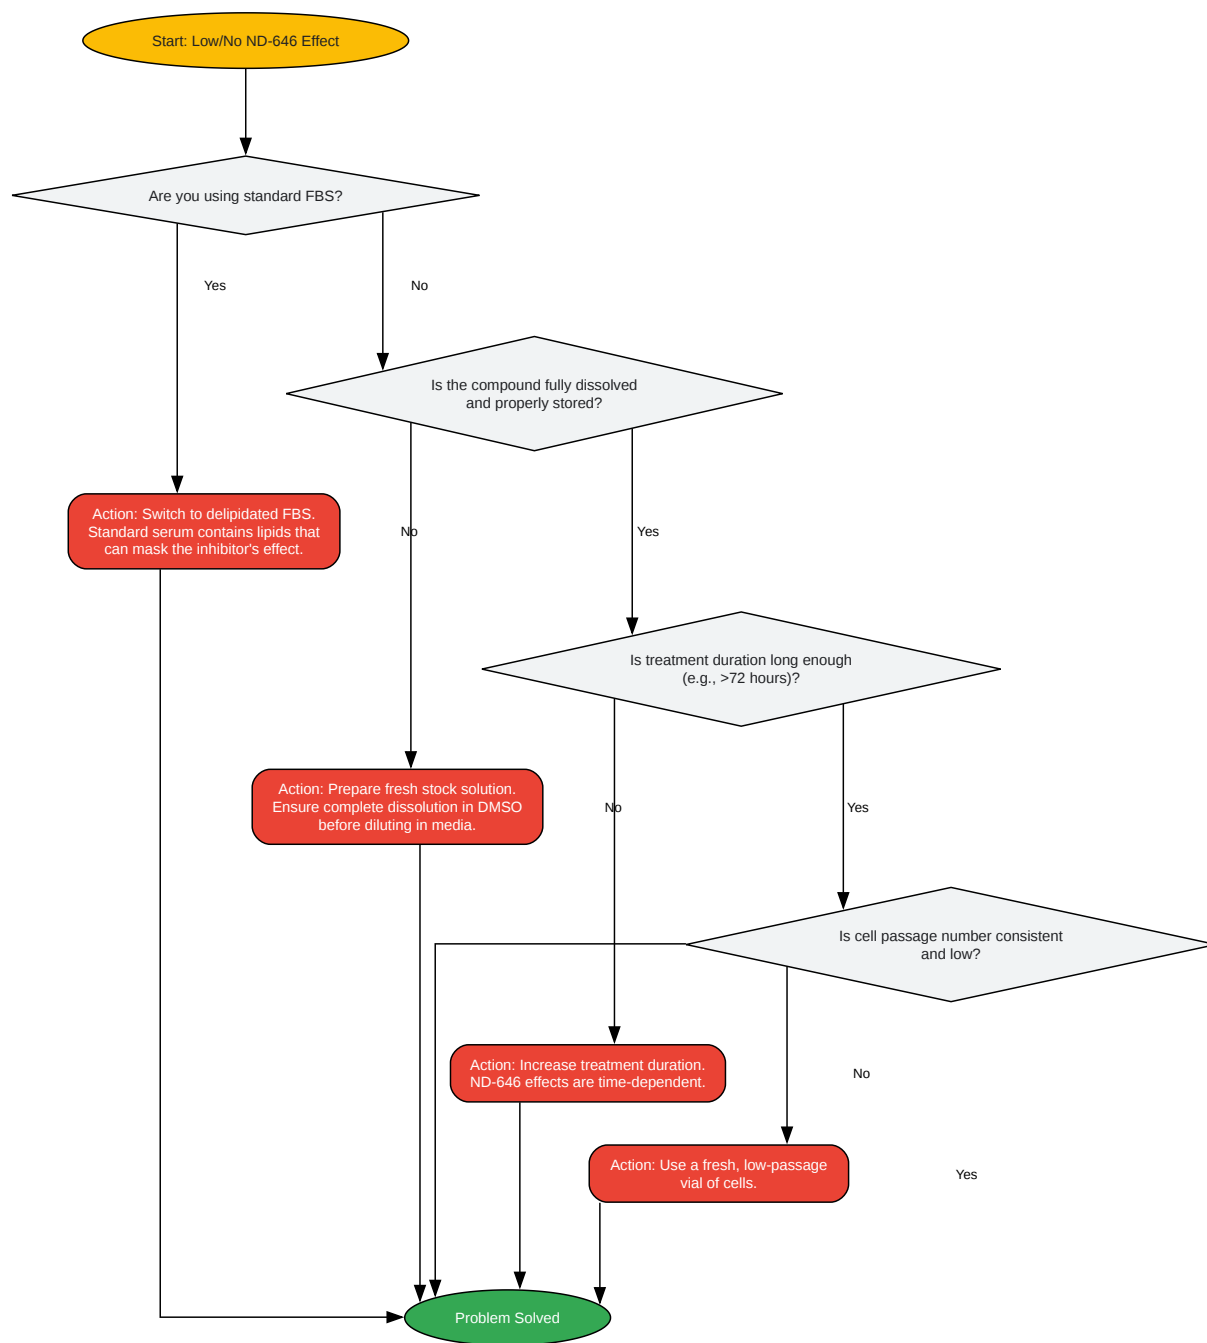 Start: Low/No ND-646 Effect
Are you using standard FBS?
Yes
No
Is the compound fully dissolved
and properly stored?
Action: Switch to delipidated FBS.
Standard serum contains lipids that
can mask the inhibitor's effect.
No
Yes
Is treatment duration long enough
(e.g., >72 hours)?
Action: Prepare fresh stock solution.
Ensure complete dissolution in DMSO
before diluting in media.
No
Yes
Is cell passage number consistent
and low?
Action: Increase treatment duration.
ND-646 effects are time-dependent.
No
Action: Use a fresh, low-passage
vial of cells.
Yes
Problem Solved